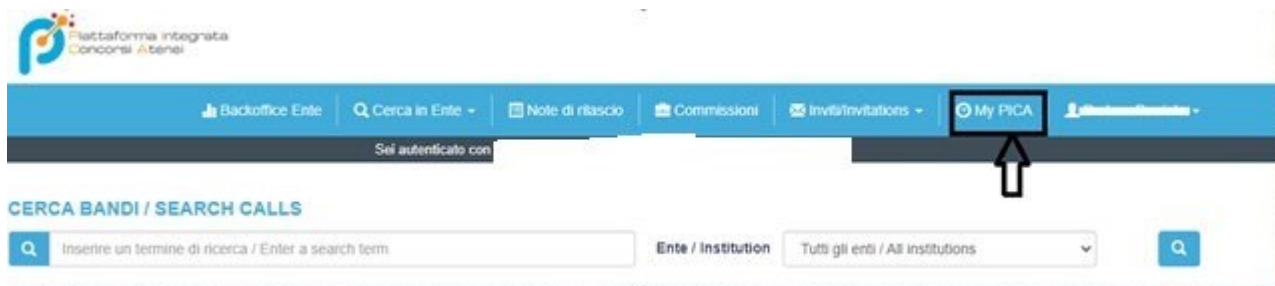 Piattaforma Integrata
Concorsi Atenei
Backoffice Ente Cerca in Ente Note di rilascio Commissioni Inviti/Invitations My PICA
Sei autenticato con
CERCA BANDI / SEARCH CALLS
Inserire un termine di ricerca / Enter a search term Ente / Institution Tutti gli enti / All institutions